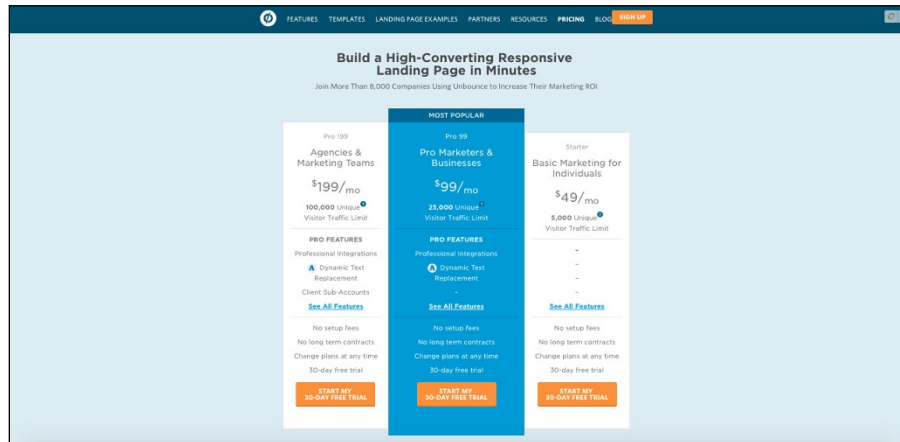 FEATURES TEMPLATES LANDING PAGE EXAMPLES PARTNERS RESOURCES PRICING BLOG SIGN UP
Build a High-Converting Responsive
Landing Page in Minutes
Join More Than 8,000 Companies Using Unbounce to Increase Their Marketing ROI
Pro 199
Agencies &
Marketing Teams
$199/mo
100,000 Unique
Visitor Traffic Limit
PRO FEATURES
Professional Integrations
Dynamic Text
Replacement
Client Sub-Accounts
See All Features
No setup fees
No long term contracts
Change plans at any time
30-day free trial
START MY
30-DAY FREE TRIAL
MOST POPULAR
Pro 99
Pro Marketers &
Businesses
$99/mo
25,000 Unique
Visitor Traffic Limit
PRO FEATURES
Professional Integrations
Dynamic Text
Replacement
-
See All Features
No setup fees
No long term contracts
Change plans at any time
30-day free trial
START MY
30-DAY FREE TRIAL
Starter
Basic Marketing for
Individuals
$49/mo
5,000 Unique
Visitor Traffic Limit
-
-
-
-
See All Features
No setup fees
No long term contracts
Change plans at any time
30-day free trial
START MY
30-DAY FREE TRIAL